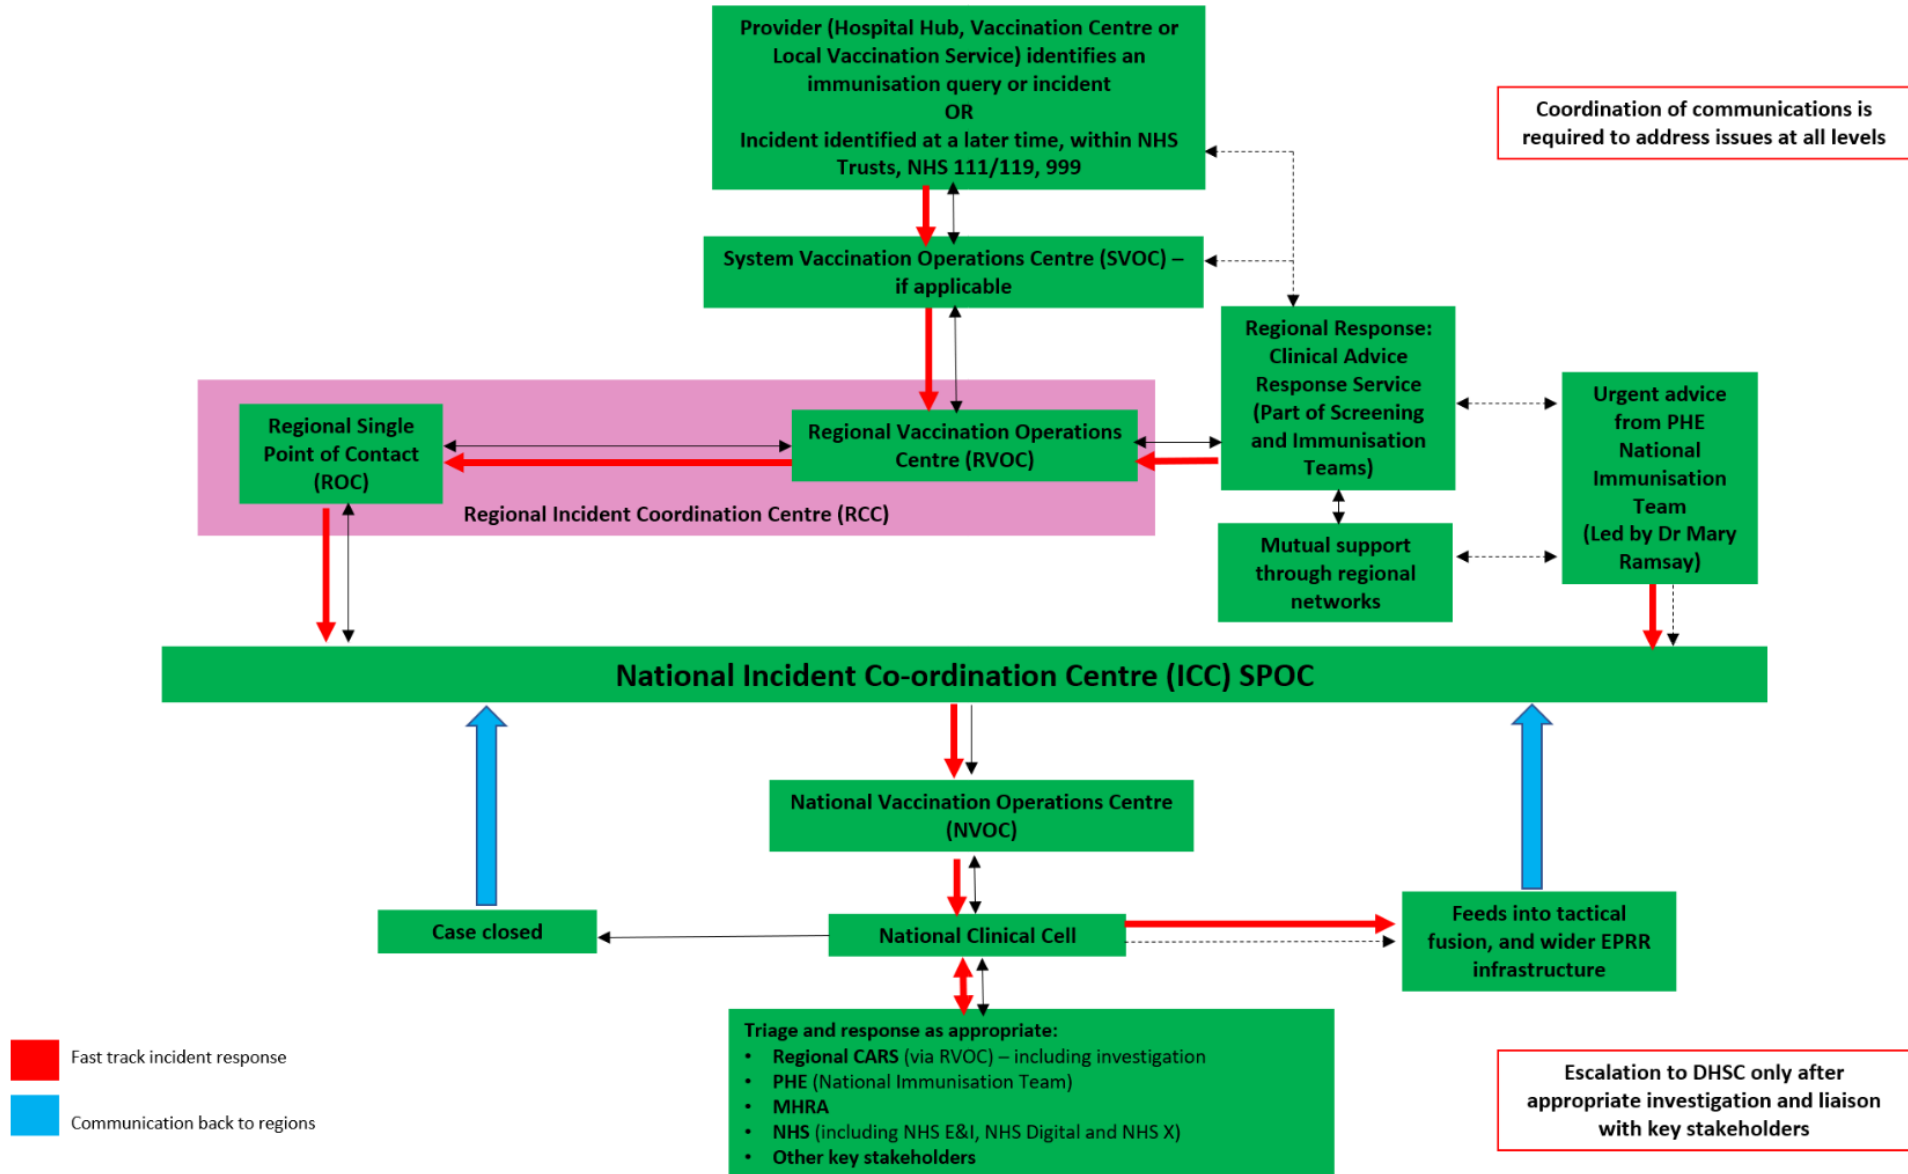 Provider (Hospital Hub, Vaccination Centre or
Local Vaccination Service) identifies an
immunisation query or incident
OR
Incident identified at a later time, within NHS
Trusts, NHS 111/119, 999
Coordination of communications is
required to address issues at all levels
System Vaccination Operations Centre (SVOC) –
if applicable
Regional Response:
Clinical Advice
Response Service
(Part of Screening
and Immunisation
Teams)
Urgent advice
from PHE
National
Immunisation
Team
(Led by Dr Mary
Ramsay)
Regional Single
Point of Contact
(ROC)
Regional Vaccination Operations
Centre (RVOC)
Regional Incident Coordination Centre (RCC)
Mutual support
through regional
networks
National Incident Co-ordination Centre (ICC) SPOC
National Vaccination Operations Centre
(NVOC)
Case closed
National Clinical Cell
Feeds into tactical
fusion, and wider EPRR
infrastructure
Triage and response as appropriate:
• Regional CARS (via RVOC) – including investigation
• PHE (National Immunisation Team)
• MHRA
• NHS (including NHS E&I, NHS Digital and NHS X)
• Other key stakeholders
Fast track incident response
Communication back to regions
Escalation to DHSC only after
appropriate investigation and liaison
with key stakeholders